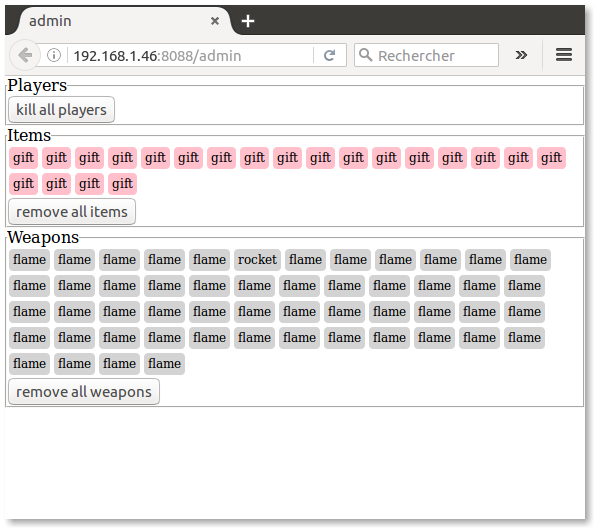 admin
192.168.1.46:8088/admin Rechercher
Players
kill all players
Items
gift gift gift gift gift gift gift gift gift gift gift gift gift gift gift gift gift
gift gift gift gift
remove all items
Weapons
flame flame flame flame flame rocket flame flame flame flame flame flame
flame flame flame flame flame flame flame flame flame flame flame flame
flame flame flame flame flame flame flame flame flame flame flame flame
flame flame flame flame flame flame flame flame flame flame flame flame
flame flame flame flame
remove all weapons